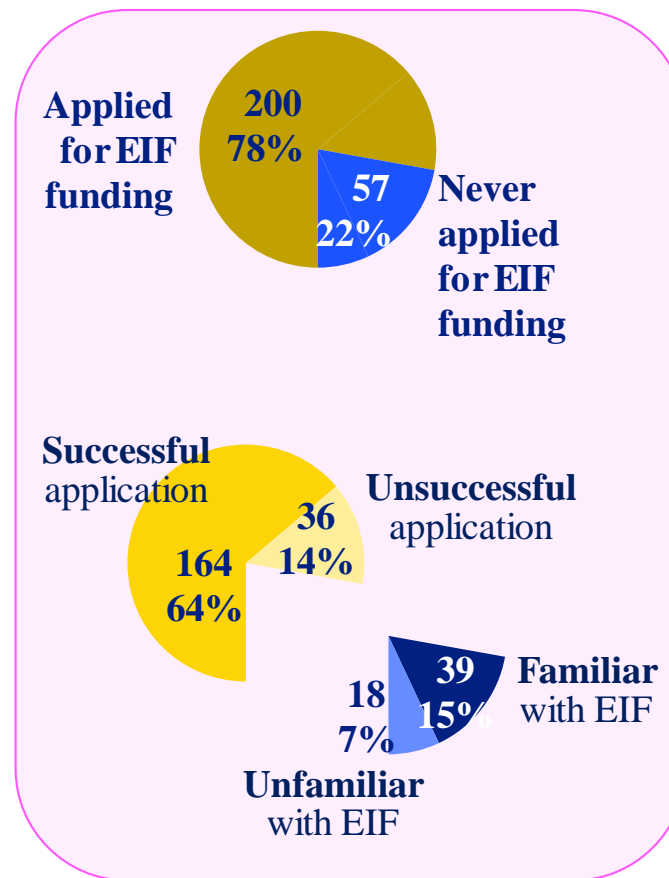 Applied
for EIF
funding
200
78%
57
22%
Never
applied
for EIF
funding
Successful
application
164
64%
36
14%
Unsuccessful
application
39
15%
Familiar
with EIF
18
7%
Unfamiliar
with EIF